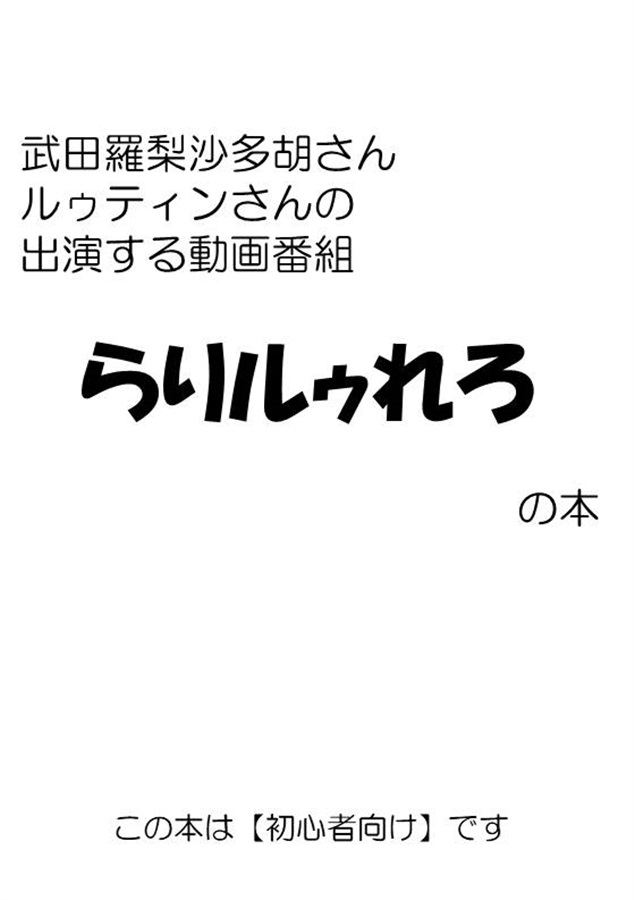 武田羅梨沙多胡さん
ルゥティンさんの
出演する動画番組
らりルゥれろ
の本
この本は【初心者向け】です